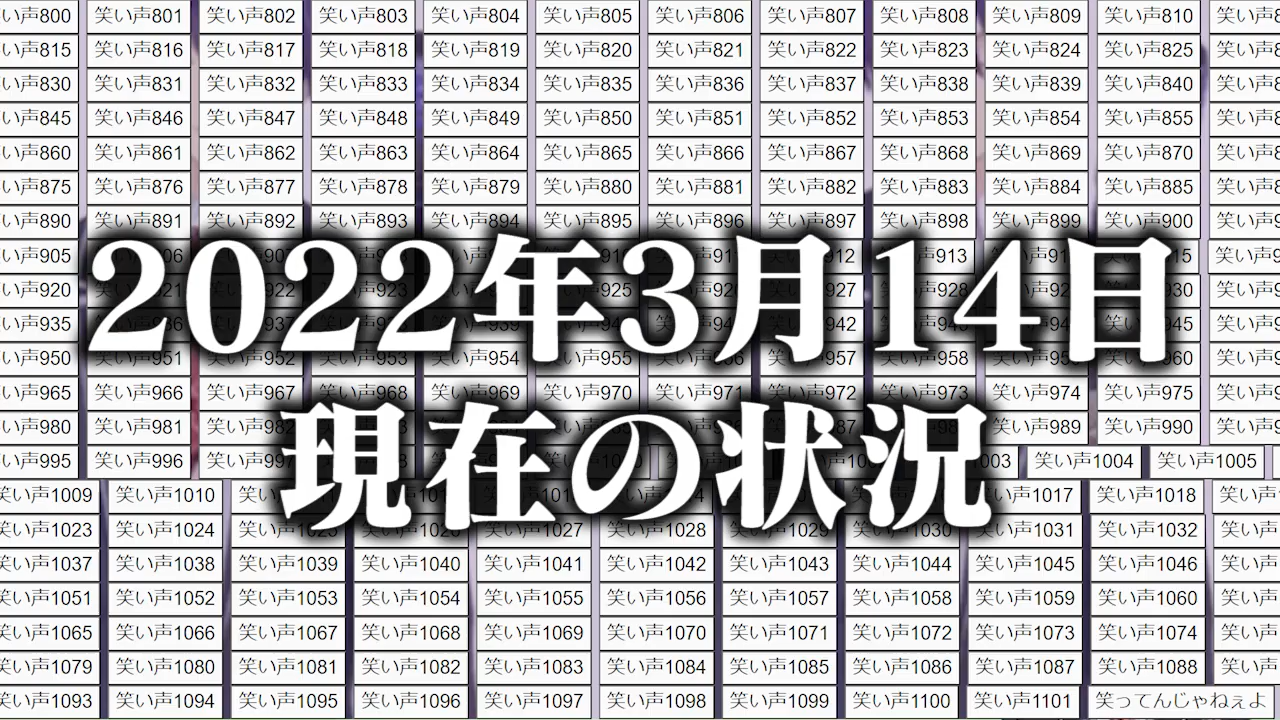 2022年3月14日
現在の状況
い声800 笑い声801 笑い声802 笑い声803 笑い声804 笑い声805 笑い声806 笑い声807 笑い声808 笑い声809 笑い声810 笑い声8
い声815 笑い声816 笑い声817 笑い声818 笑い声819 笑い声820 笑い声821 笑い声822 笑い声823 笑い声824 笑い声825 笑い声8
い声830 笑い声831 笑い声832 笑い声833 笑い声834 笑い声835 笑い声836 笑い声837 笑い声838 笑い声839 笑い声840 笑い声8
い声845 笑い声846 笑い声847 笑い声848 笑い声849 笑い声850 笑い声851 笑い声852 笑い声853 笑い声854 笑い声855 笑い声8
い声860 笑い声861 笑い声862 笑い声863 笑い声864 笑い声865 笑い声866 笑い声867 笑い声868 笑い声869 笑い声870 笑い声8
い声875 笑い声876 笑い声877 笑い声878 笑い声879 笑い声880 笑い声881 笑い声882 笑い声883 笑い声884 笑い声885 笑い声8
い声890 笑い声891 笑い声892 笑い声893 笑い声894 笑い声895 笑い声896 笑い声897 笑い声898 笑い声899 笑い声900 笑い声9
い声905 笑い声9
い声920 笑い声9
い声935 笑い声9
い声950 笑い声951 笑い声952 笑い声953 笑い声954 笑い声955 笑い声957 笑い声958 笑い声9
い声965 笑い声966 笑い声967 笑い声968 笑い声969 笑い声970 笑い声971 笑い声972 笑い声973 笑い声974 笑い声975 笑い声9
い声980 笑い声981 笑い声989 笑い声990 笑い声9
い声995 笑い声996 笑い声1004 笑い声1005
笑い声1009 笑い声1010 笑い声1017 笑い声1018 笑い声
笑い声1023 笑い声1024 笑い声1027 笑い声1028 笑い声1029 笑い声1030 笑い声1031 笑い声1032 笑い声
笑い声1037 笑い声1038 笑い声1039 笑い声1040 笑い声1041 笑い声1042 笑い声1043 笑い声1044 笑い声1045 笑い声1046 笑い声
笑い声1051 笑い声1052 笑い声1053 笑い声1054 笑い声1055 笑い声1056 笑い声1057 笑い声1058 笑い声1059 笑い声1060 笑い声
笑い声1065 笑い声1066 笑い声1067 笑い声1068 笑い声1069 笑い声1070 笑い声1071 笑い声1072 笑い声1073 笑い声1074 笑い声
笑い声1079 笑い声1080 笑い声1081 笑い声1082 笑い声1083 笑い声1084 笑い声1085 笑い声1086 笑い声1087 笑い声1088 笑い声
笑い声1093 笑い声1094 笑い声1095 笑い声1096 笑い声1097 笑い声1098 笑い声1099 笑い声1100 笑い声1101 笑ってんじゃねぇよ